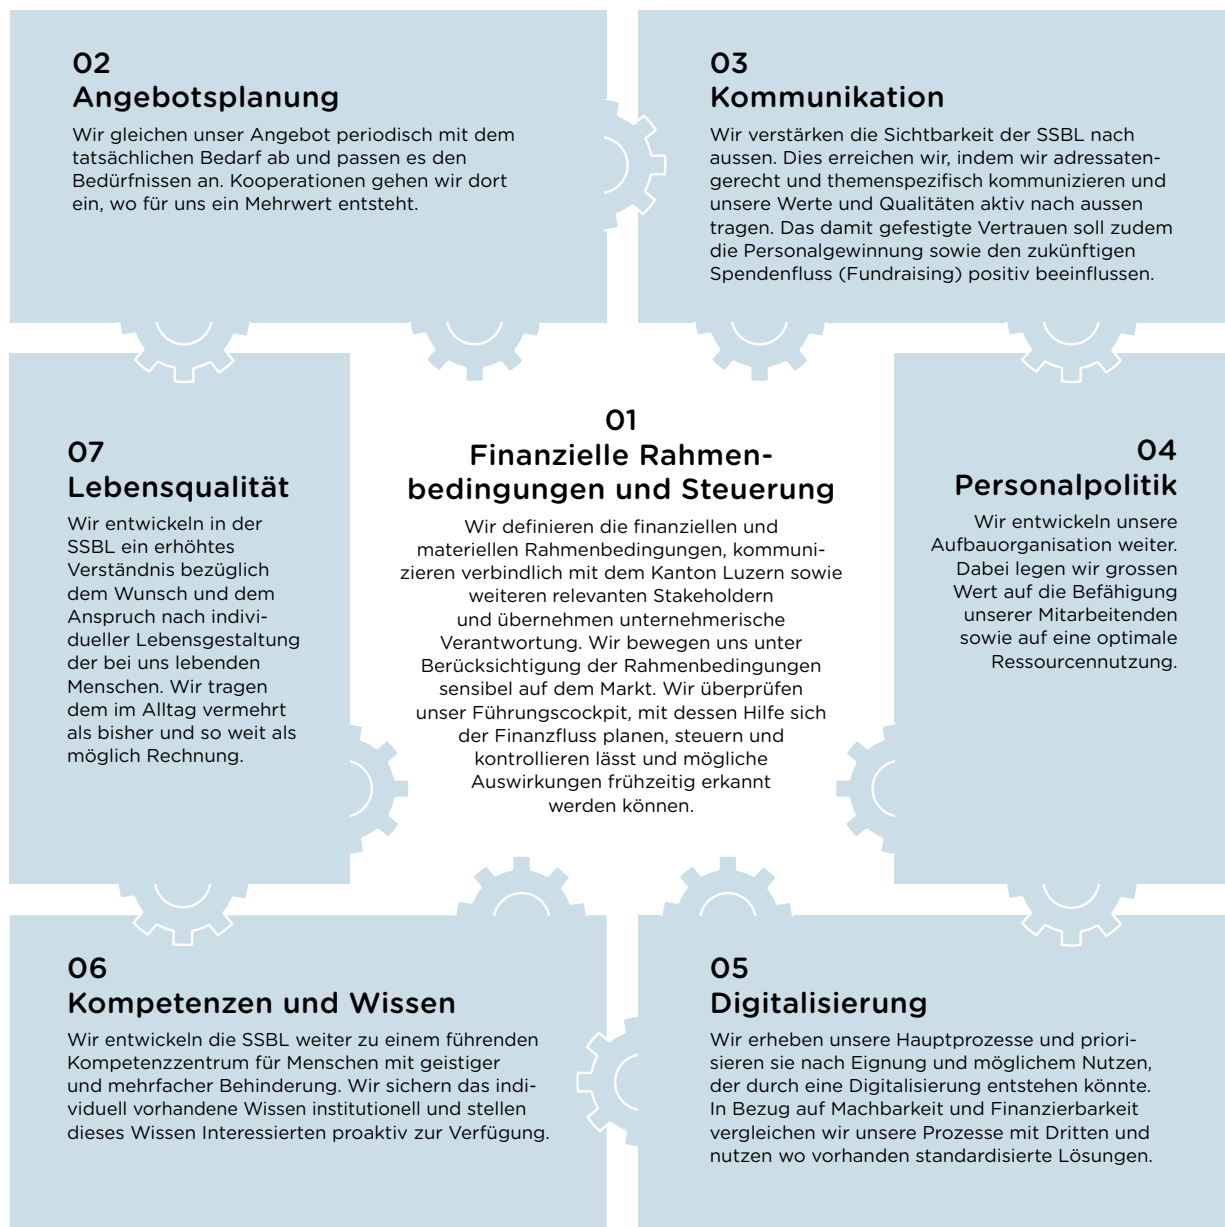 02
Angebotsplanung
Wir gleichen unser Angebot periodisch mit dem
tatsächlichen Bedarf ab und passen es den
Bedürfnissen an. Kooperationen gehen wir dort
ein, wo für uns ein Mehrwert entsteht.
03
Kommunikation
Wir verstärken die Sichtbarkeit der SSBL nach
aussen. Dies erreichen wir, indem wir adressaten-
gerecht und themenspezifisch kommunizieren und
unsere Werte und Qualitäten aktiv nach aussen
tragen. Das damit gefestigte Vertrauen soll zudem
die Personalgewinnung sowie den zukünftigen
Spendenfluss (Fundraising) positiv beeinflussen.
07
Lebensqualität
Wir entwickeln in der
SSBL ein erhöhtes
Verständnis bezüglich
dem Wunsch und dem
Anspruch nach indivi-
dueller Lebensgestaltung
der bei uns lebenden
Menschen. Wir tragen
dem im Alltag vermehrt
als bisher und so weit als
möglich Rechnung.
01
Finanzielle Rahmen-
bedingungen und Steuerung
Wir definieren die finanziellen und
materiellen Rahmenbedingungen, kommuni-
zieren verbindlich mit dem Kanton Luzern sowie
weiteren relevanten Stakeholdern
und übernehmen unternehmerische
Verantwortung. Wir bewegen uns unter
Berücksichtigung der Rahmenbedingungen
sensibel auf dem Markt. Wir überprüfen
unser Führungscockpit, mit dessen Hilfe sich
der Finanzfluss planen, steuern und
kontrollieren lässt und mögliche
Auswirkungen frühzeitig erkannt
werden können.
04
Personalpolitik
Wir entwickeln unsere
Aufbauorganisation weiter.
Dabei legen wir grossen
Wert auf die Befähigung
unserer Mitarbeitenden
sowie auf eine optimale
Ressourcennutzung.
06
Kompetenzen und Wissen
Wir entwickeln die SSBL weiter zu einem führenden
Kompetenzzentrum für Menschen mit geistiger
und mehrfacher Behinderung. Wir sichern das indi-
viduell vorhandene Wissen institutionell und stellen
dieses Wissen Interessierten proaktiv zur Verfügung.
05
Digitalisierung
Wir erheben unsere Hauptprozesse und priori-
sieren sie nach Eignung und möglichem Nutzen,
der durch eine Digitalisierung entstehen könnte.
In Bezug auf Machbarkeit und Finanzierbarkeit
vergleichen wir unsere Prozesse mit Dritten und
nutzen wo vorhanden standardisierte Lösungen.